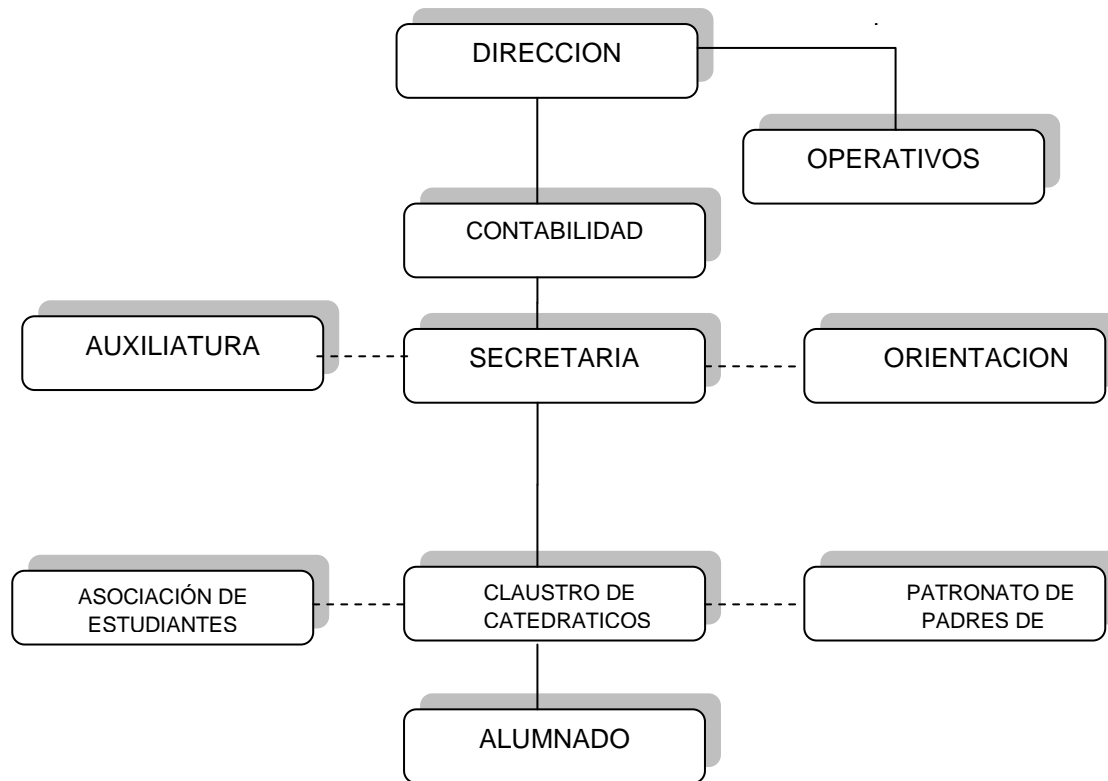 DIRECCION
OPERATIVOS
CONTABILIDAD
AUXILIATURA
SECRETARIA
ORIENTACION
ASOCIACIÓN DE
ESTUDIANTES
CLAUSTRO DE
CATEDRATICOS
PATRONATO DE
PADRES DE
ALUMNADO